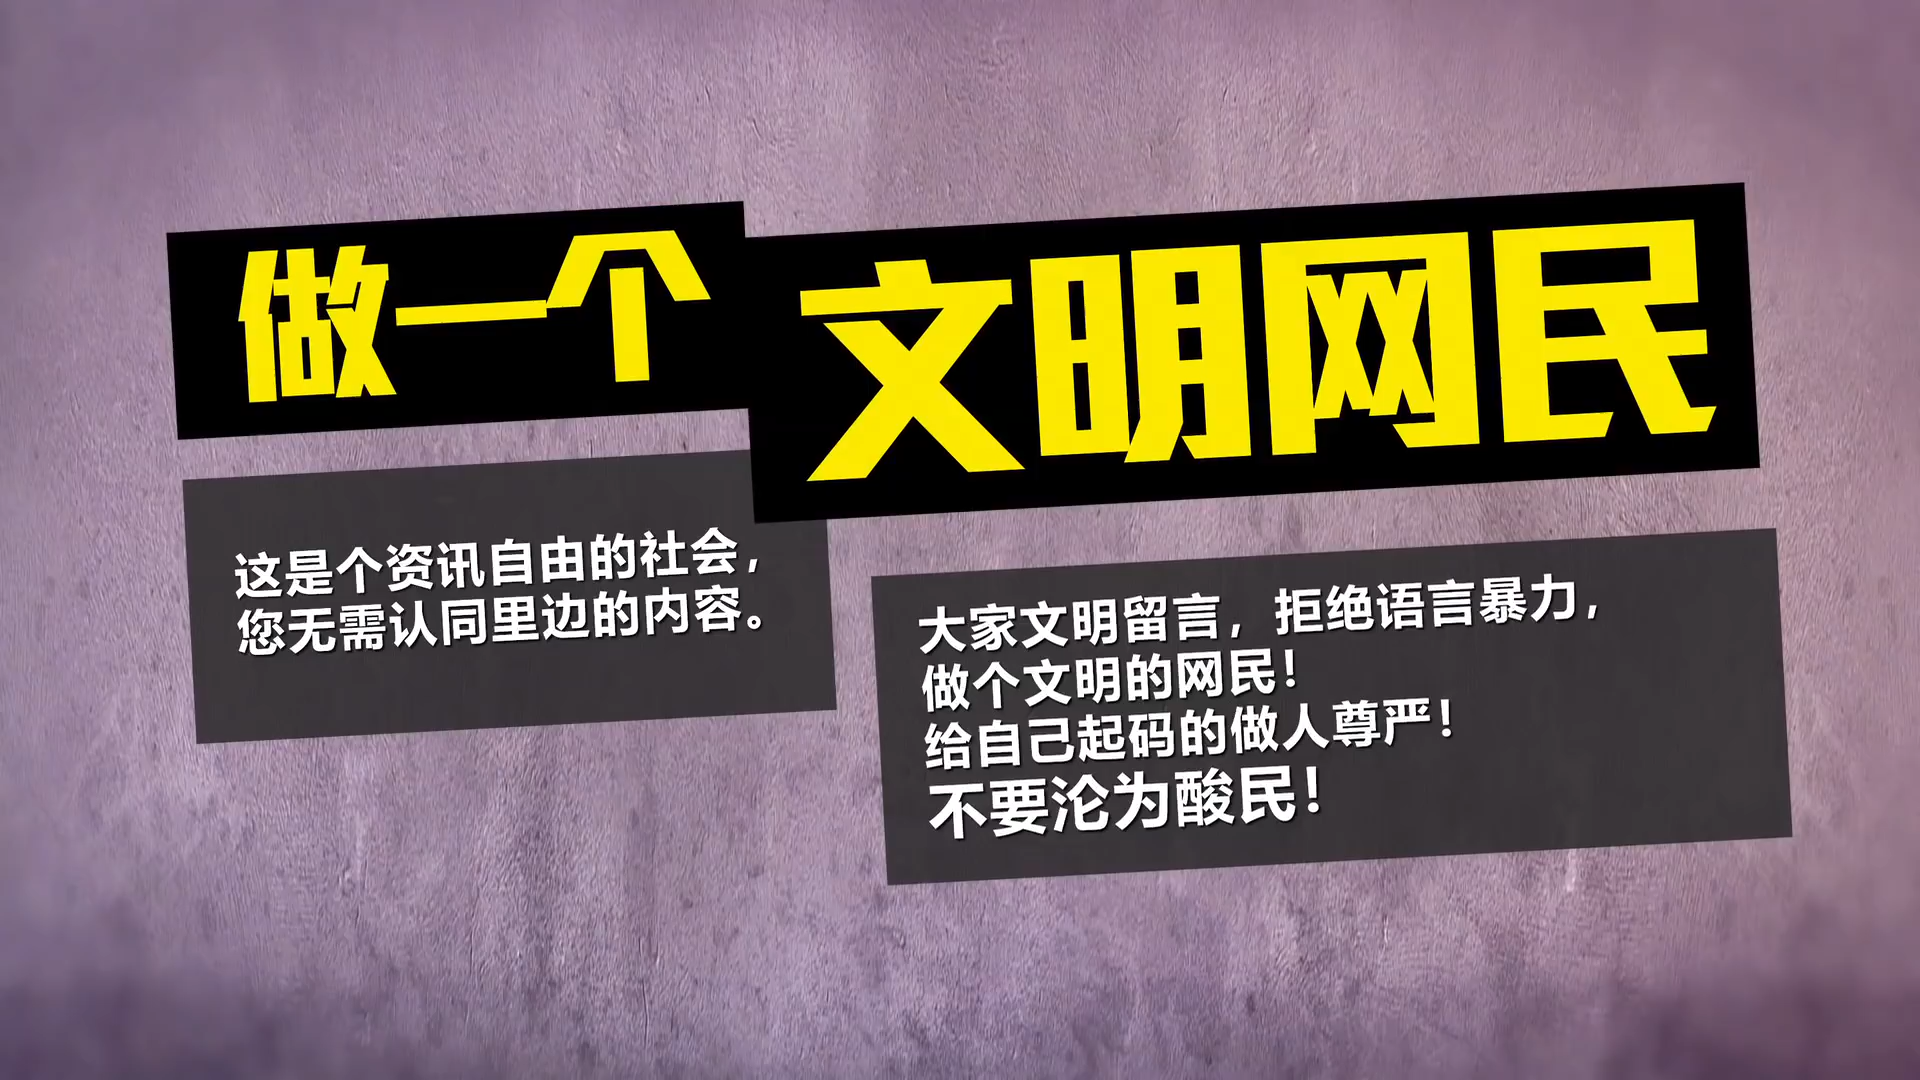 做一个
文明网民
这是个资讯自由的社会，
您无需认同里边的内容。
大家文明留言，拒绝语言暴力，
做个文明的网民！
给自己起码的做人尊严！
不要沦为酸民！